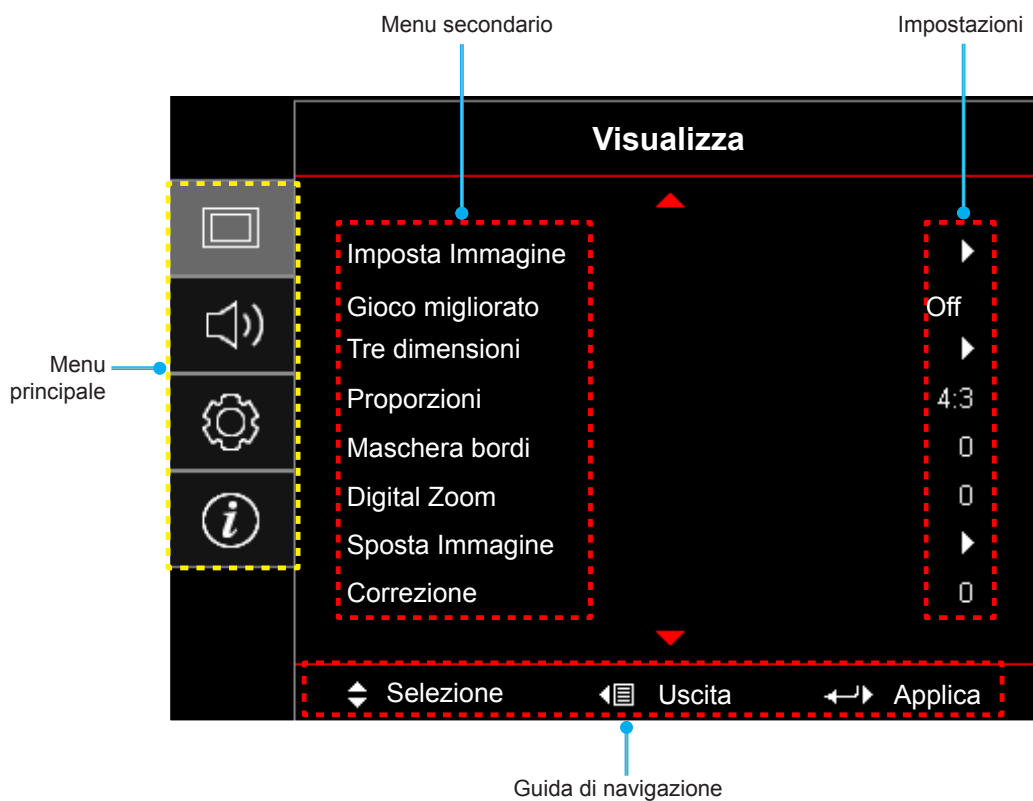 Menu secondario
Impostazioni
Visualizza
Imposta Immagine
Gioco migliorato Off
Tre dimensioni
Menu principale
Proporzioni 4:3
Maschera bordi 0
Digital Zoom 0
Sposta Immagine
Correzione 0
Selezione Uscita Applica
Guida di navigazione